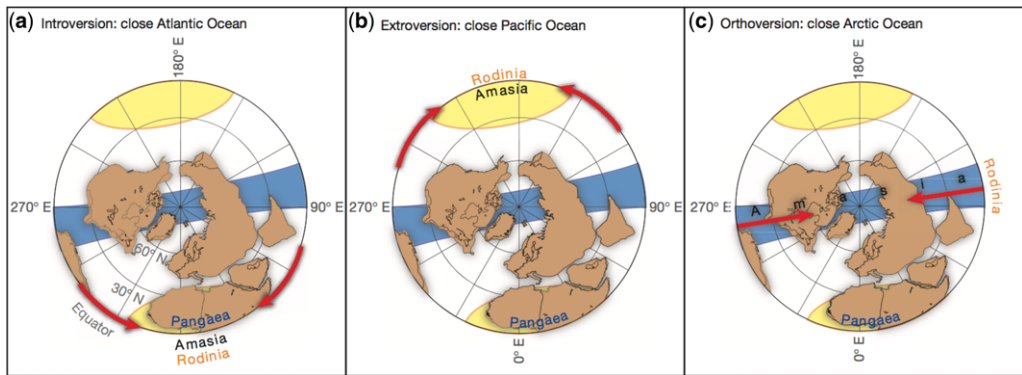 (a) Introversion: close Atlantic Ocean
180° E
270° E
90° E
60° N
30° N
Equator
Pangaea
Amasia
Rodinia
(b) Extroversion: close Pacific Ocean
Rodinia
Amasia
270° E
90° E
Pangaea
0° E
(c) Orthoversion: close Arctic Ocean
180° E
Rodinia
270° E
A m a s i a
Pangaea
0° E